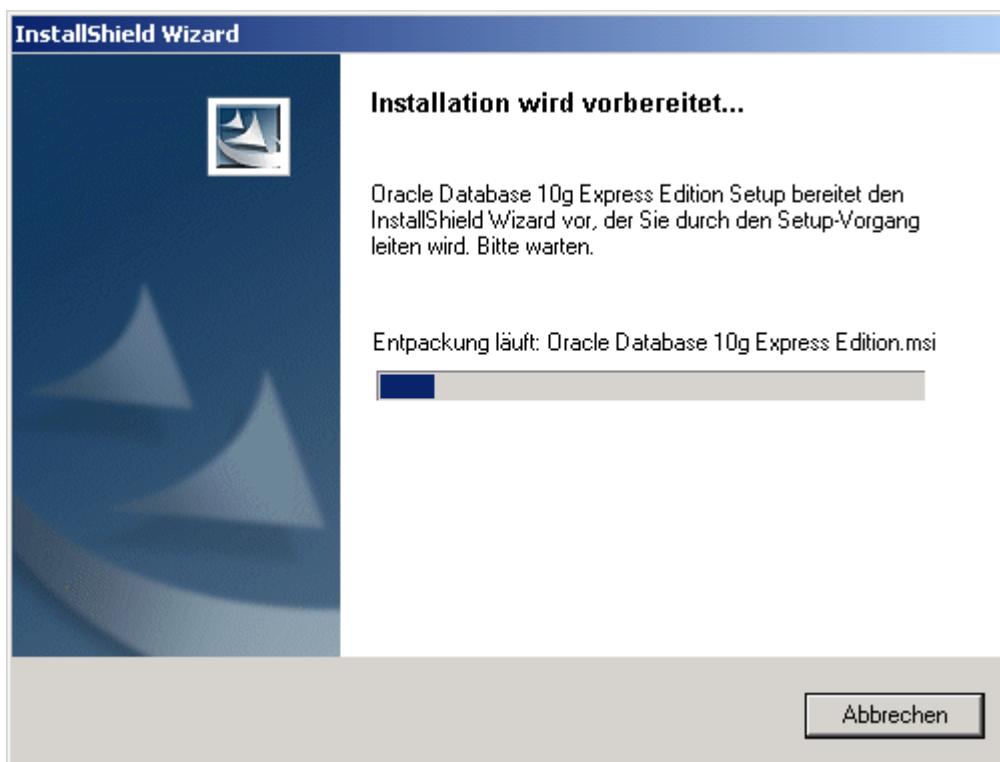 InstallShield Wizard
Installation wird vorbereitet...
Oracle Database 10g Express Edition Setup bereitet den
InstallShield Wizard vor, der Sie durch den Setup-Vorgang
leiten wird. Bitte warten.
Entpackung läuft: Oracle Database 10g Express Edition.msi
Abbrechen